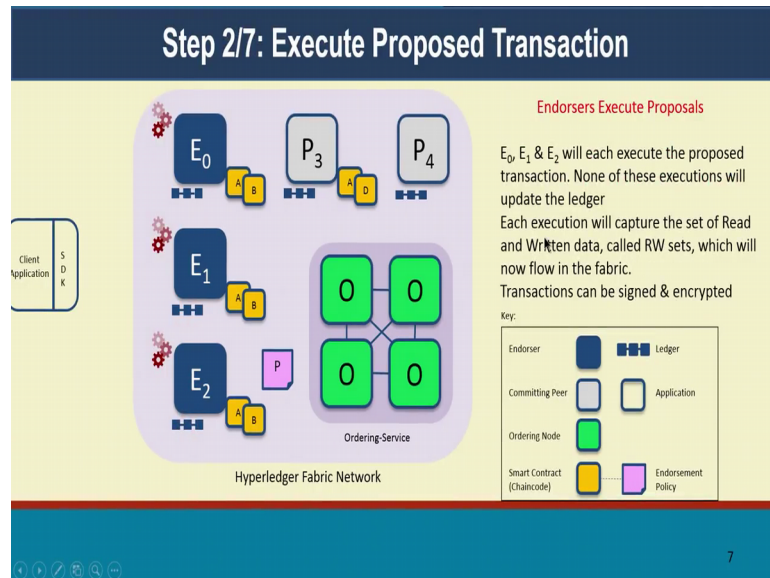 Step 2/7: Execute Proposed Transaction
Client
Application
S
D
K
E0
A
B
P3
A
D
P4
E1
A
B
E2
A
B
P
O
O
O
O
Ordering-Service
Hyperledger Fabric Network
Endorsers Execute Proposals
E0, E1 & E2 will each execute the proposed
transaction. None of these executions will
update the ledger
Each execution will capture the set of Read
and Written data, called RW sets, which will
now flow in the fabric.
Transactions can be signed & encrypted
Key:
Endorser
Ledger
Committing Peer
Application
Ordering Node
Smart Contract
(Chaincode)
Endorsement
Policy
7